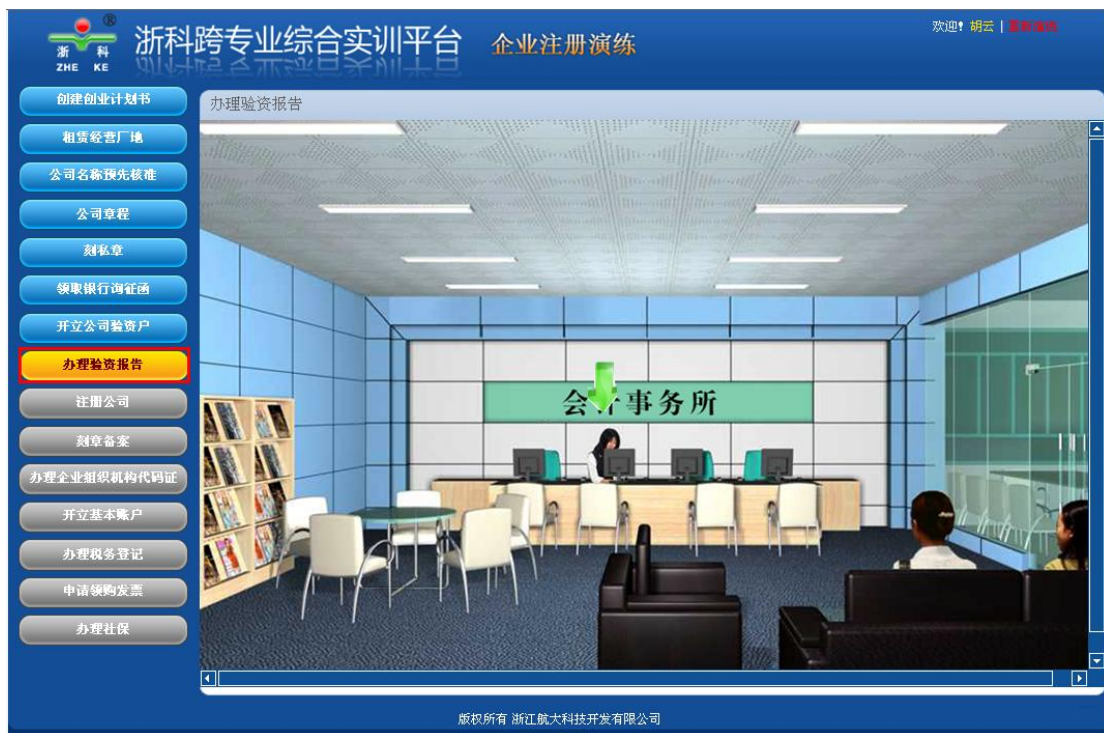 ®
浙 科
ZHE KE
浙科跨专业综合实训平台 企业注册演练
欢迎! 胡云 | 重新演练
创建创业计划书
租赁经营厂地
公司名称预先核准
公司章程
刻私章
领取银行询征函
开立公司验资户
办理验资报告
注册公司
刻章备案
办理企业组织机构代码证
开立基本账户
办理税务登记
申请领购发票
办理社保
办理验资报告
会计事务所
版权所有 浙江航大科技开发有限公司